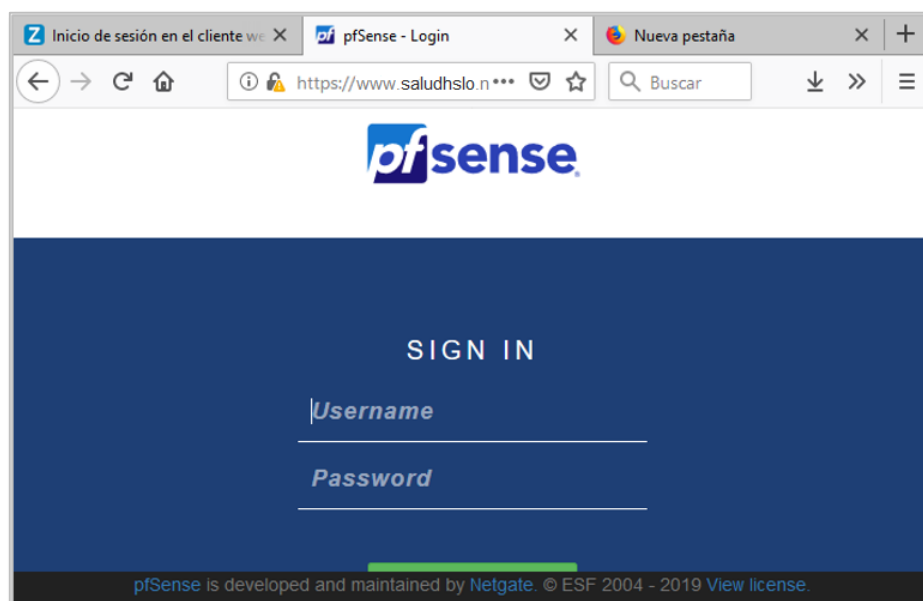 Z Inicio de sesión en el cliente we
pf pfSense - Login
Nueva pestaña
https://www.saludhslo.n
Buscar
pfsense
SIGN IN
Username
Password
pfSense is developed and maintained by Netgate. © ESF 2004 - 2019 View license.